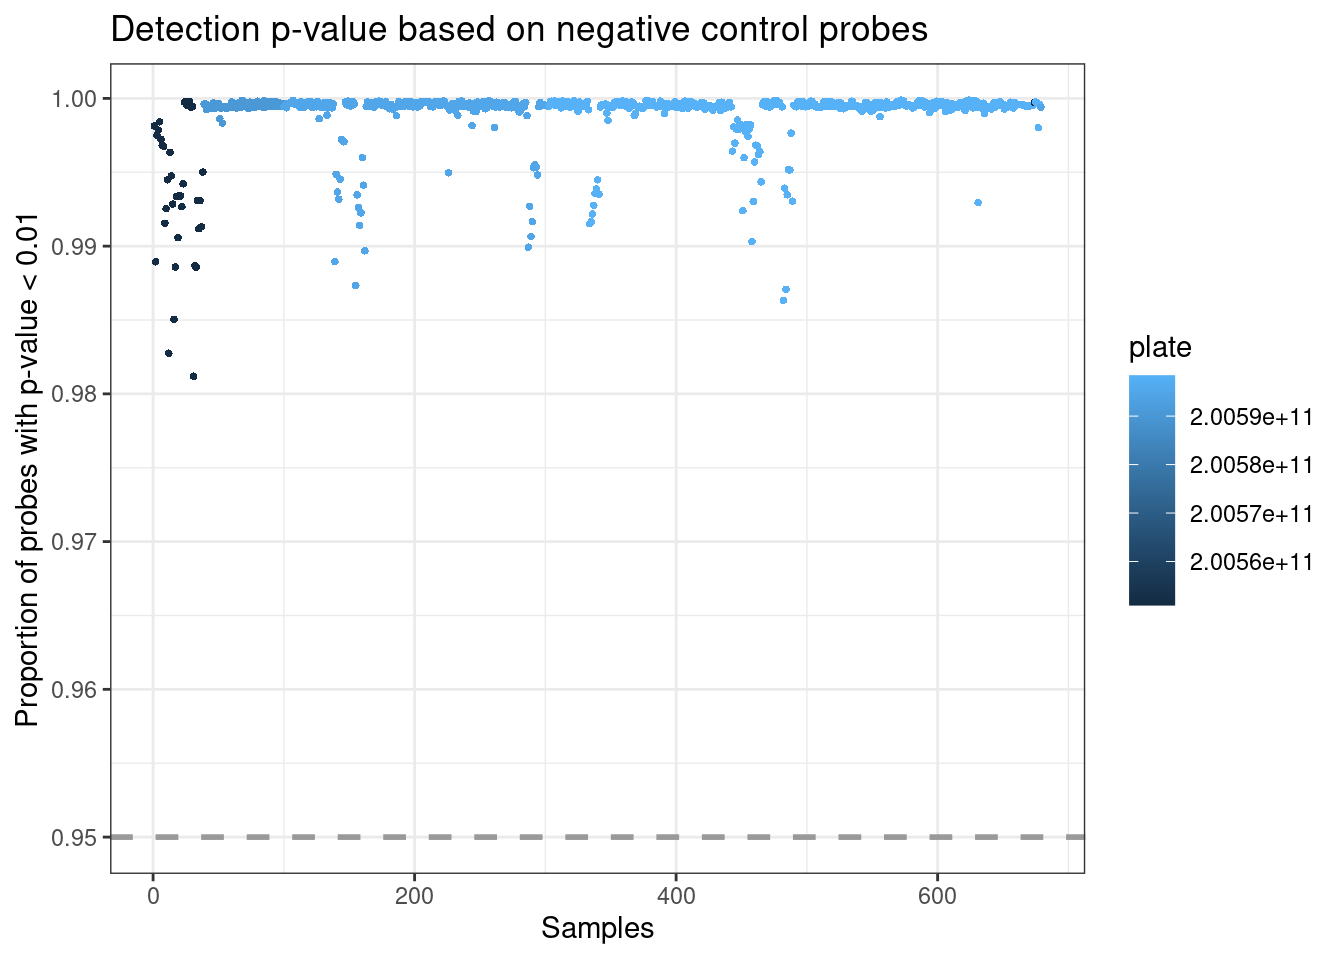 Detection p-value based on negative control probes
Proportion of probes with p-value < 0.01
1.00
0.99
0.98
0.97
0.96
0.95
0
200
400
600
Samples
plate
2.0059e+11
2.0058e+11
2.0057e+11
2.0056e+11